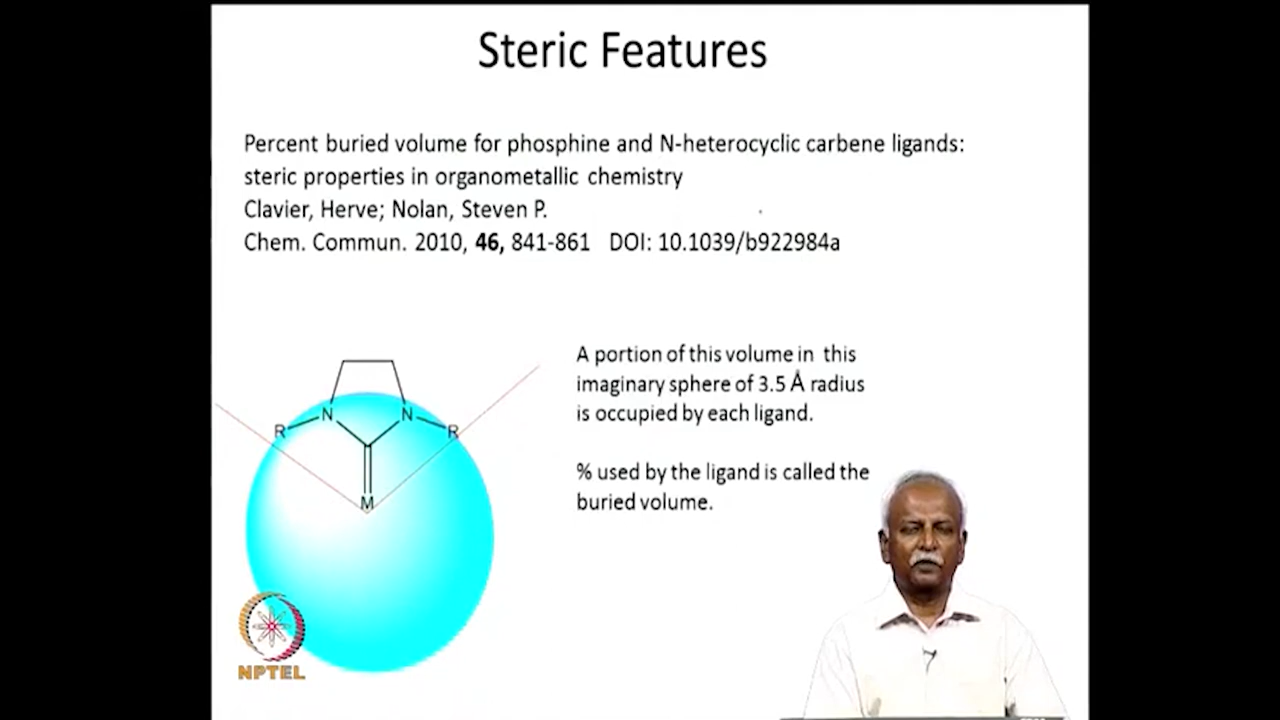 Steric Features
Percent buried volume for phosphine and N-heterocyclic carbene ligands:
steric properties in organometallic chemistry
Clavier, Herve; Nolan, Steven P.
Chem. Commun. 2010, 46, 841-861 DOI: 10.1039/b922984a
A portion of this volume in this
imaginary sphere of 3.5 Å radius
is occupied by each ligand.
% used by the ligand is called the
buried volume.
N N
R R
M
NPTEL